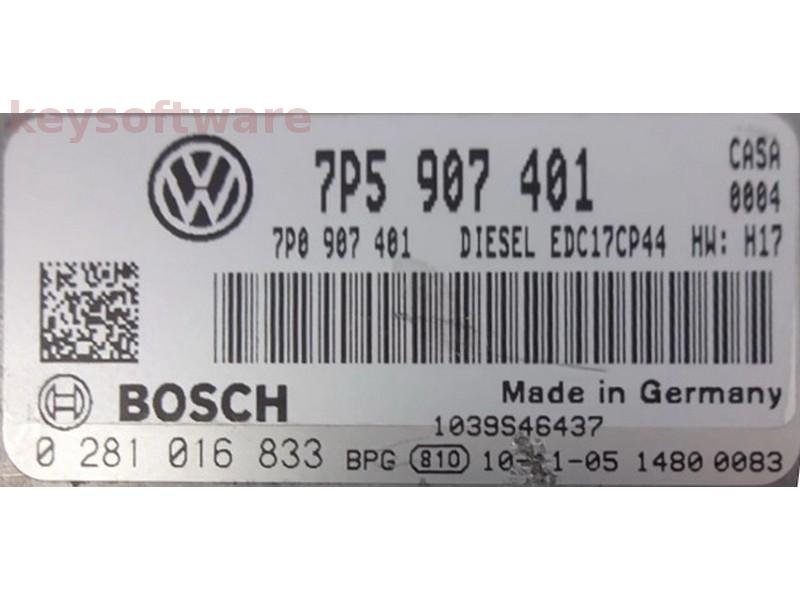 keysoftware
7P5 907 401
CASA
0004
7P0 907 401 DIESEL EDC17CP44 HW: H17
BOSCH
Made in Germany
1039S46437
0 281 016 833 BPG 810 1480 0083